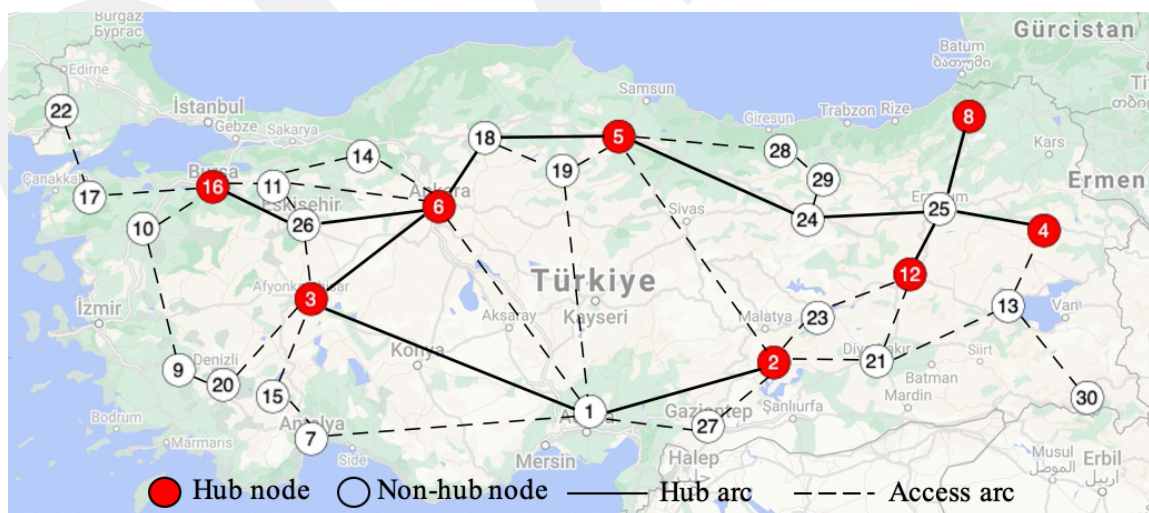 Burgaz
Бургас
Gürcistan
Edirne
Batum
ბათუმი
22
İstanbul
Samsun
8
Gebze
Sakarya
18
5
Giresun
Trabzon
Rize
Kars
14
28
Çanakkale
17
Bursa
16
11
19
29
Ermen
Eskişehir
Ankara
6
Erzurum
10
26
Sivas
24
25
4
12
Türkiye
3
Afyonkarahisar
13
Van
İzmir
Aksaray
Kayseri
Malatya
23
Konya
Diyarbakır
Siirt
9
Denizli
20
2
21
Batman
15
Mardin
30
Bodrum
Antalya
1
Adana
Gaziantep
Şanlıurfa
27
Marmaris
7
Side
Mersin
Halep
Musul
الموصل
Erbil
أربيل
Hub node
Non-hub node
Hub arc
Access arc